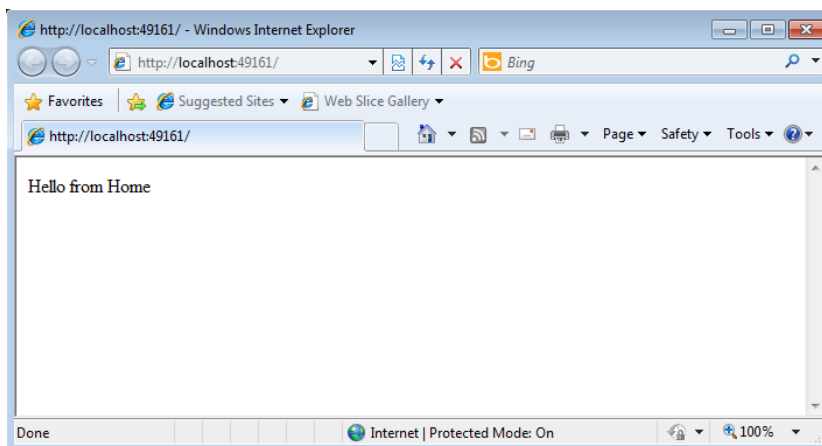 http://localhost:49161/ - Windows Internet Explorer
http://localhost:49161/ Bing
Favorites Suggested Sites Web Slice Gallery
http://localhost:49161/ Page Safety Tools
Hello from Home
Done Internet | Protected Mode: On 100%